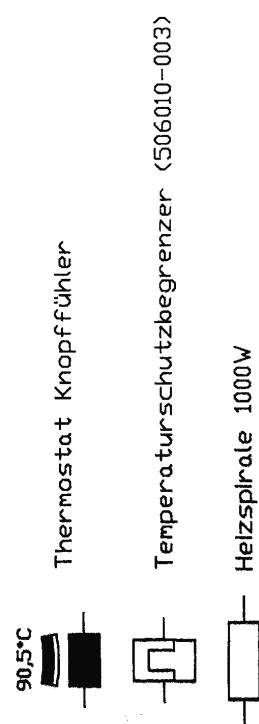 90,5°C
Thermostat Knopffühler
Temperaturschutzbegrenzer (506010-003)
Heizspirale 1000W